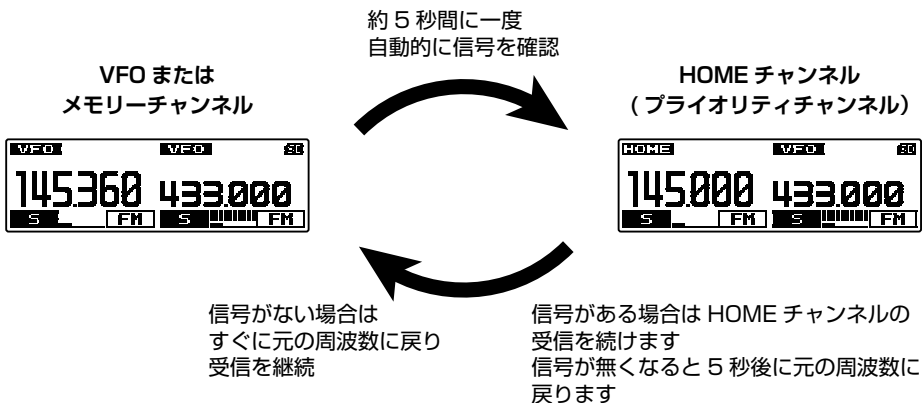 約 5 秒間に一度
自動的に信号を確認
VFO または
メモリーチャンネル
HOME チャンネル
( プライオリティチャンネル）
VFO VFO SD
145.360 433.000
S FM S FM
HOME VFO SD
145.000 433.000
S FM S FM
信号がない場合は
すぐに元の周波数に戻り
受信を継続
信号がある場合は HOME チャンネルの
受信を続けます
信号が無くなると 5 秒後に元の周波数に
戻ります